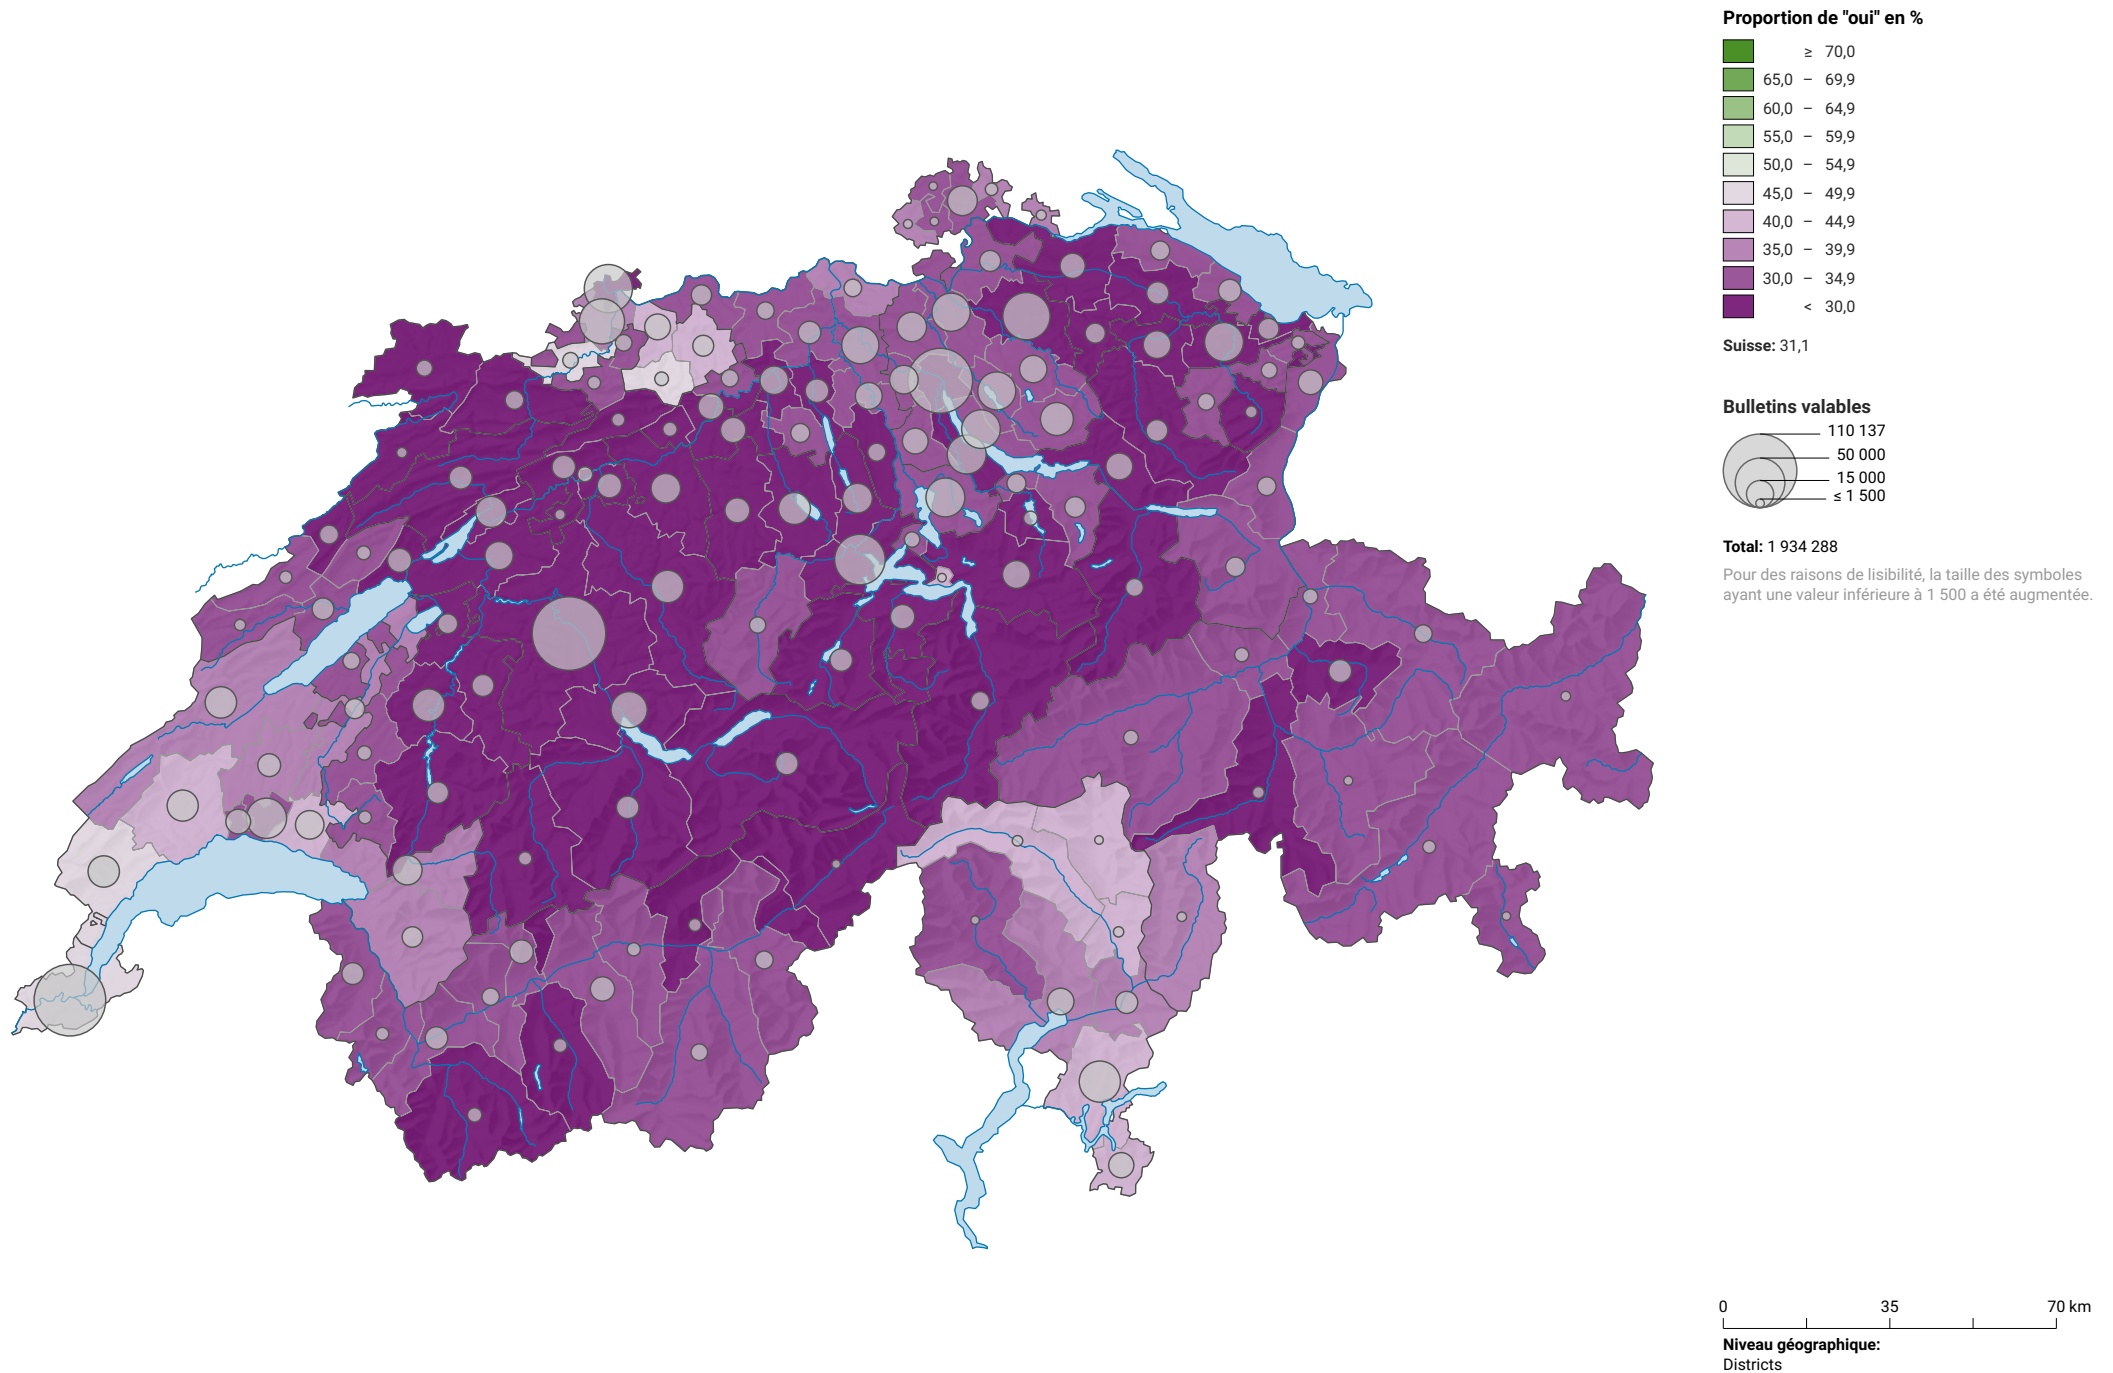 Proportion de "oui" en %
≥ 70,0
65,0 – 69,9
60,0 – 64,9
55,0 – 59,9
50,0 – 54,9
45,0 – 49,9
40,0 – 44,9
35,0 – 39,9
30,0 – 34,9
< 30,0
Suisse: 31,1
Bulletins valables
110 137
50 000
15 000
≤ 1 500
Total: 1 934 288
Pour des raisons de lisibilité, la taille des symboles
ayant une valeur inférieure à 1 500 a été augmentée.
0 35 70 km
Niveau géographique:
Districts